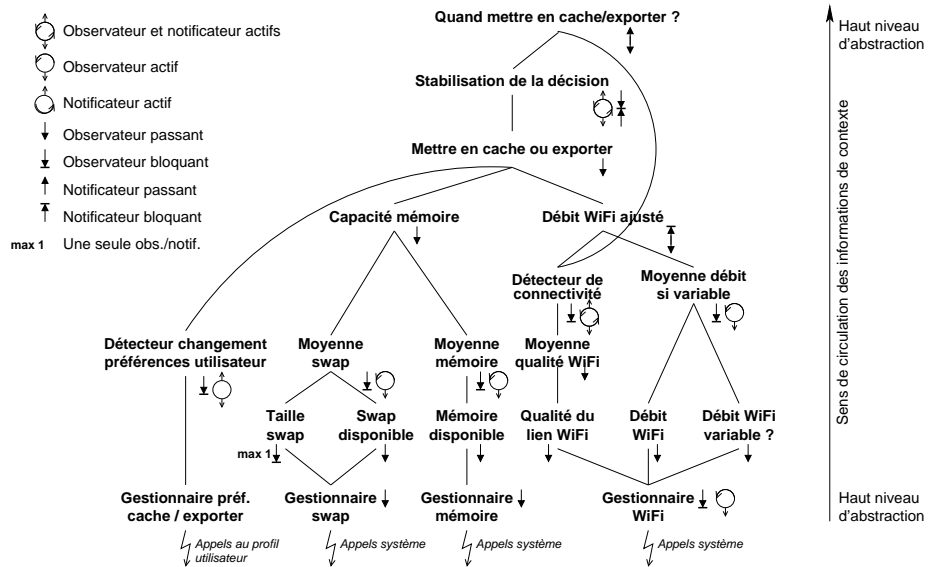 Quand mettre en cache/exporter ?
Haut niveau
d'abstraction
Observateur et notificateur actifs
Observateur actif
Notificateur actif
Observateur passant
Observateur bloquant
Notificateur passant
Notificateur bloquant
max 1 Une seule obs./notif.
Stabilisation de la décision
Mettre en cache ou exporter
Capacité mémoire
Débit WiFi ajusté
Détecteur de
connectivité
Moyenne débit
si variable
Détecteur changement
préférences utilisateur
Moyenne
swap
Moyenne
mémoire
Moyenne
qualité WiFi
Taille
swap
max 1
Swap
disponible
Mémoire
disponible
Qualité du
lien WiFi
Débit
WiFi
Débit WiFi
variable ?
Gestionnaire préf.
cache / exporter
Gestionnaire
swap
Gestionnaire
mémoire
Gestionnaire
WiFi
Appels au profil
utilisateur
Appels système
Appels système
Appels système
Sens de circulation des informations de contexte
Haut niveau
d'abstraction